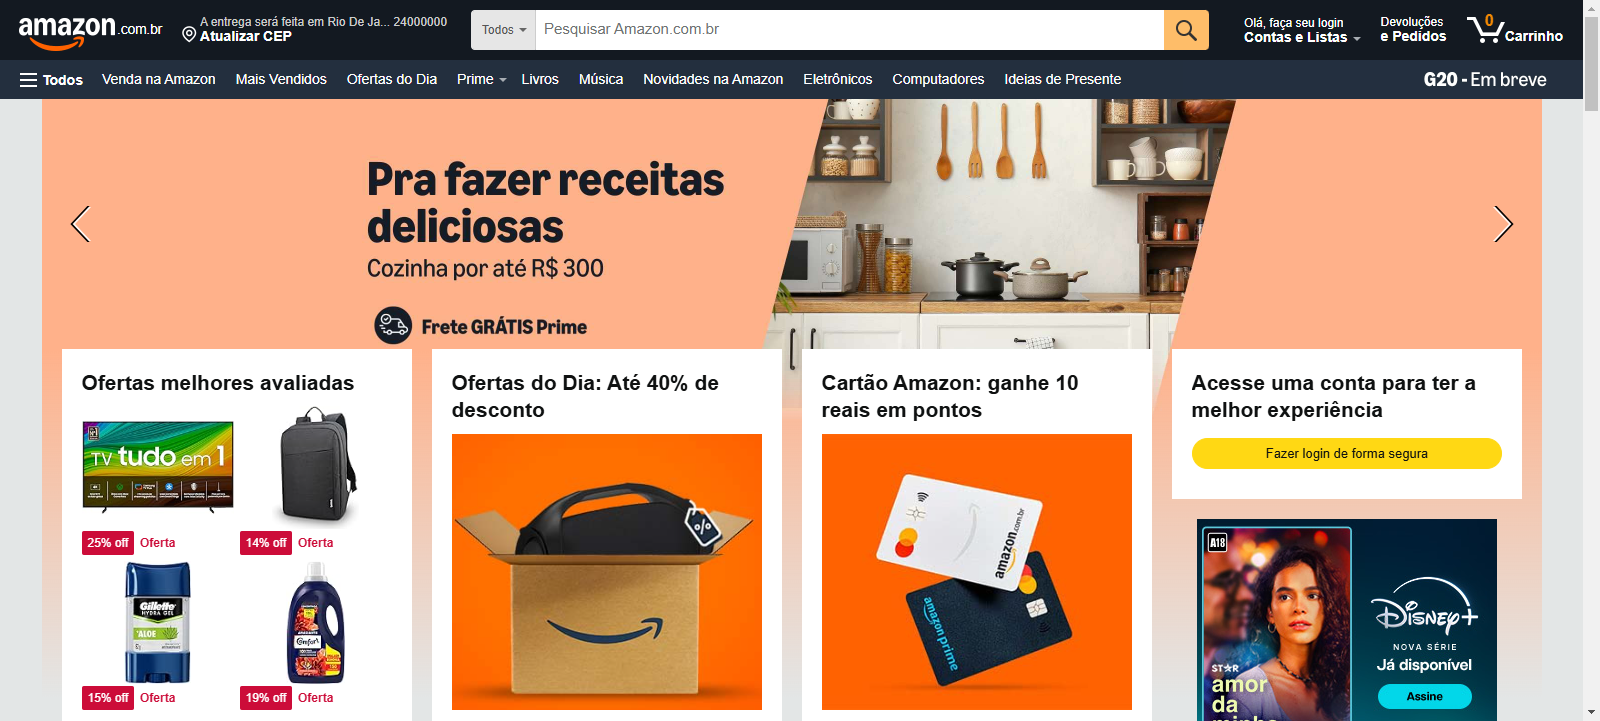 amazon.com.br
A entrega será feita em Rio De Ja... 24000000
Atualizar CEP
Todos
Pesquisar Amazon.com.br
Olá, faça seu login
Contas e Listas
Devoluções
e Pedidos
0
Carrinho
Todos
Venda na Amazon
Mais Vendidos
Ofertas do Dia
Prime
Livros
Música
Novidades na Amazon
Eletrônicos
Computadores
Ideias de Presente
G20 - Em breve
Pra fazer receitas
deliciosas
Cozinha por até R$ 300
Frete GRÁTIS Prime
Ofertas melhores avaliadas
TV tudo em 1
25% off Oferta
14% off Oferta
Gillette
HYDRA GEL
ALOE
Comfort
15% off Oferta
19% off Oferta
Ofertas do Dia: Até 40% de
desconto
%
Cartão Amazon: ganhe 10
reais em pontos
amazon.com.br
amazon prime
Acesse uma conta para ter a
melhor experiência
Fazer login de forma segura
A18
STAR
amor
da
minha
Disney+
NOVA SÉRIE
Já disponível
Assine